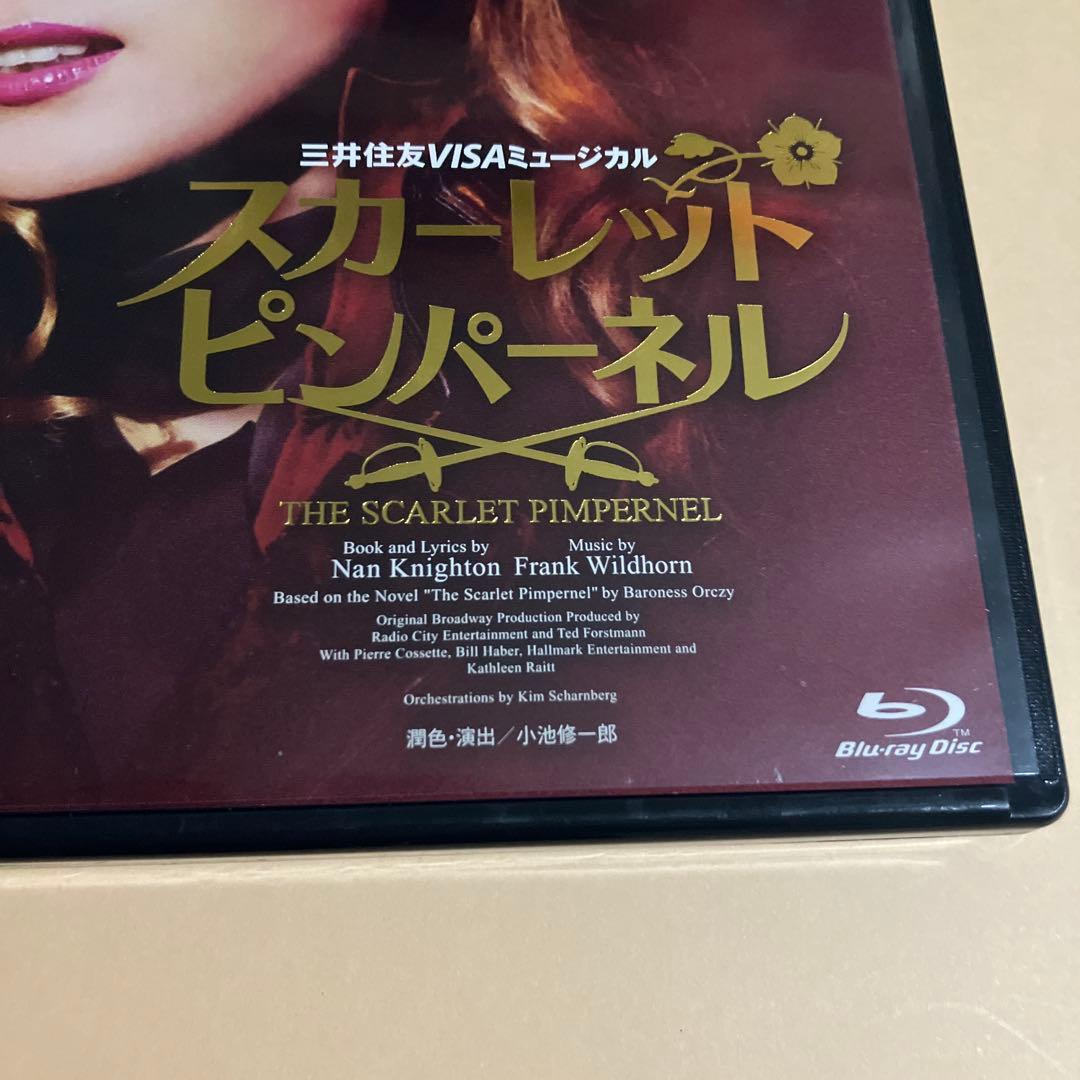 三井住友VISAミュージカル
スカーレット
ピンパーネル
THE SCARLET PIMPERNEL
Book and Lyrics by Music by
Nan Knighton Frank Wildhorn
Based on the Novel "The Scarlet Pimpernel" by Baroness Orczy
Original Broadway Production Produced by
Radio City Entertainment and Ted Forstmann
With Pierre Cossette, Bill Haber, Hallmark Entertainment and
Kathleen Raitt
Orchestrations by Kim Scharnberg
潤色・演出／小池修一郎
Blu-ray Disc
TM